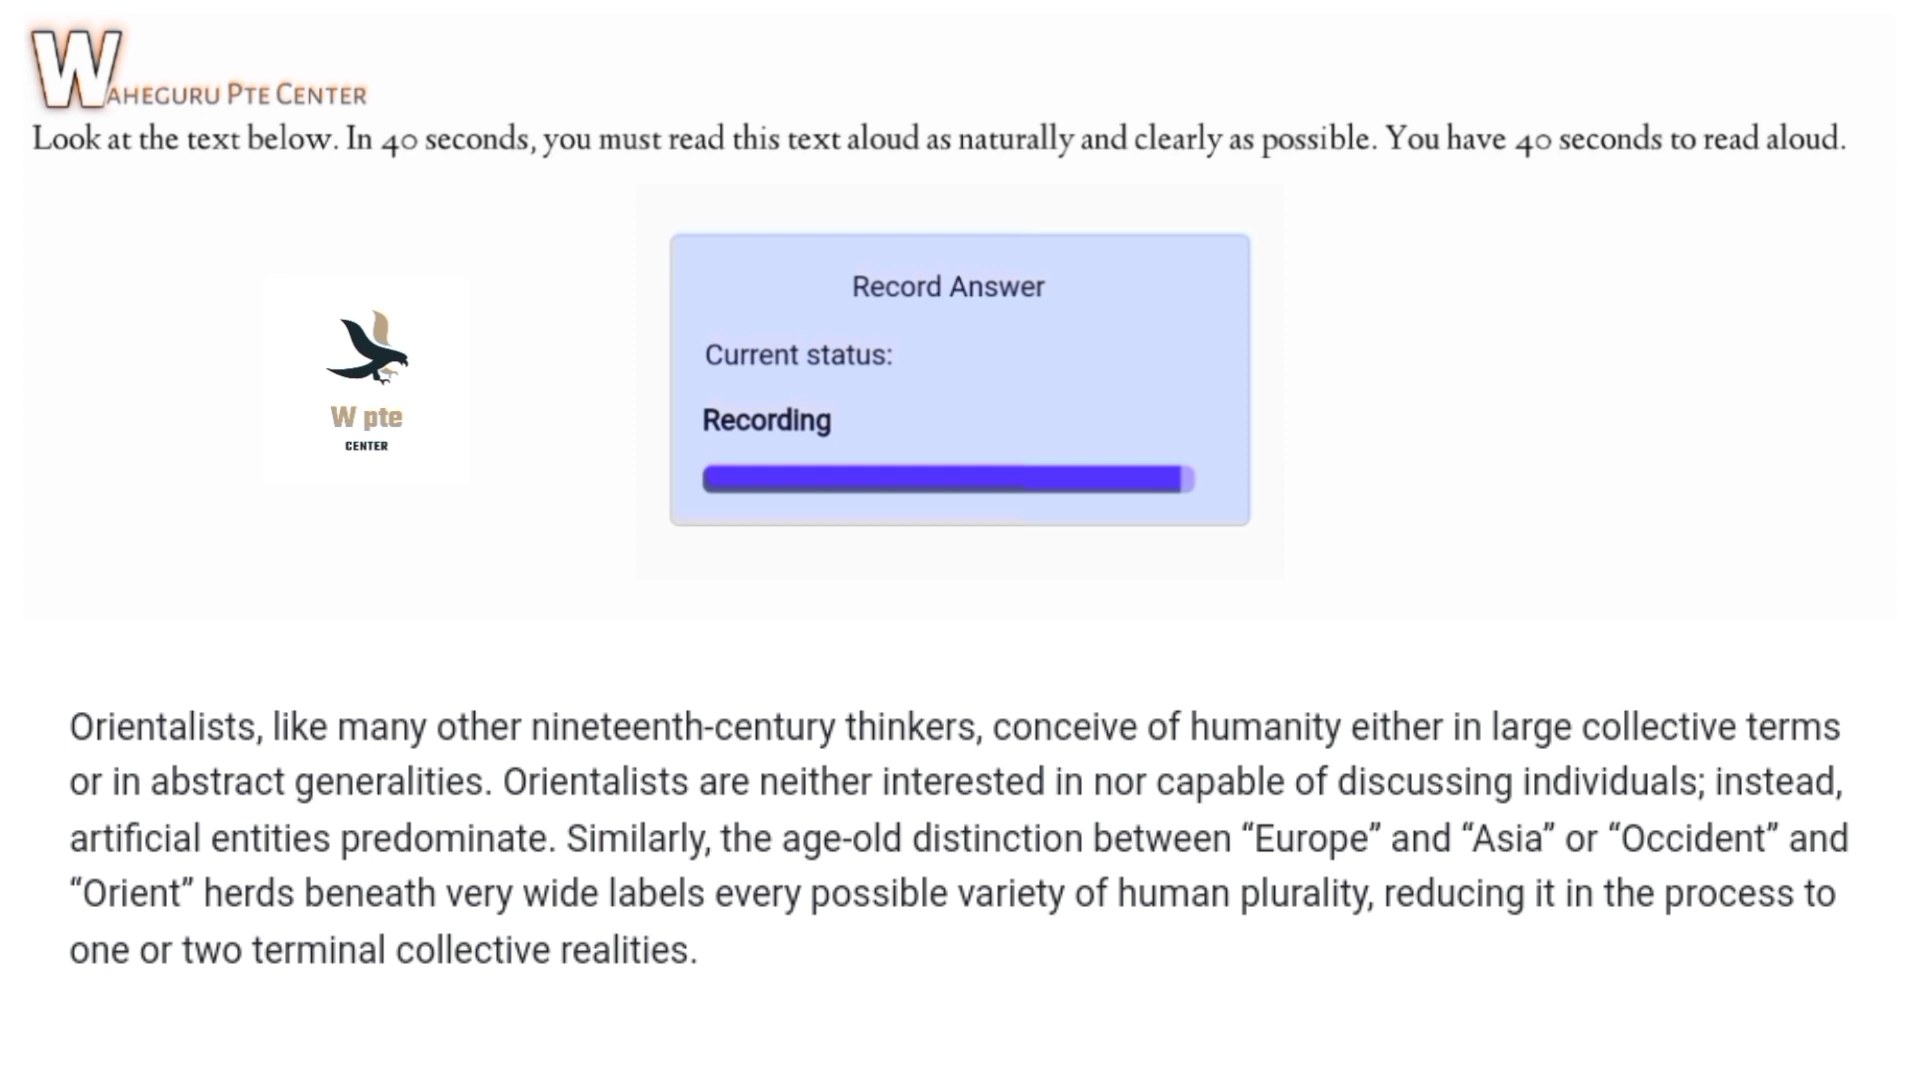 WAHEGURU PTE CENTER
Look at the text below. In 40 seconds, you must read this text aloud as naturally and clearly as possible. You have 40 seconds to read aloud.
Record Answer
Current status:
Recording
W pte
CENTER
Orientalists, like many other nineteenth-century thinkers, conceive of humanity either in large collective terms
or in abstract generalities. Orientalists are neither interested in nor capable of discussing individuals; instead,
artificial entities predominate. Similarly, the age-old distinction between “Europe” and “Asia” or “Occident” and
“Orient” herds beneath very wide labels every possible variety of human plurality, reducing it in the process to
one or two terminal collective realities.